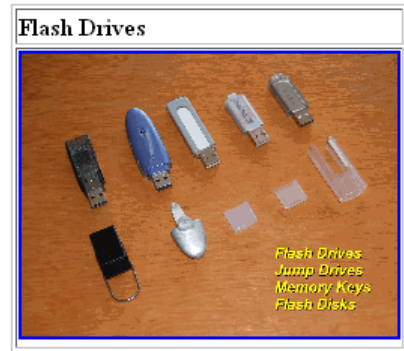 Flash Drives
Flash Drives
Jump Drives
Memory Keys
Flash Disks